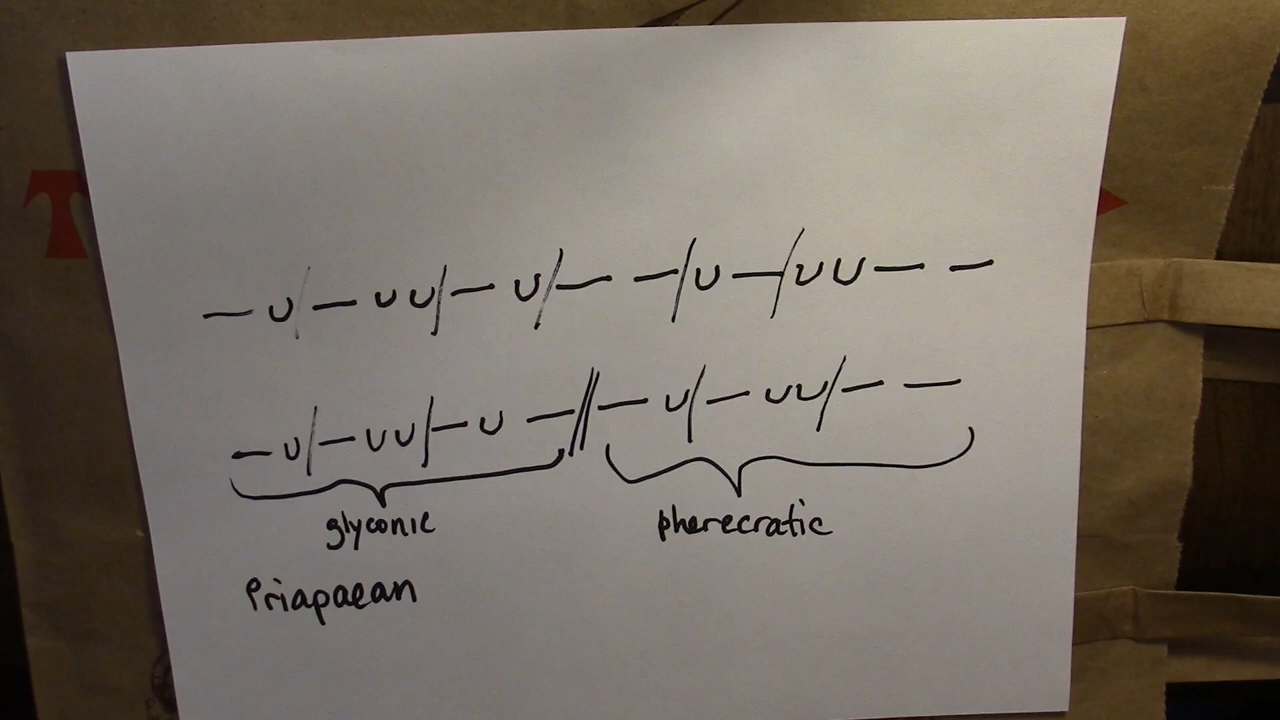 — U / — U U / — U / — — / U — / U U — —
— U / — U U / — U — // — U / — U U / — —
glyconic pherecratic
Priapaean